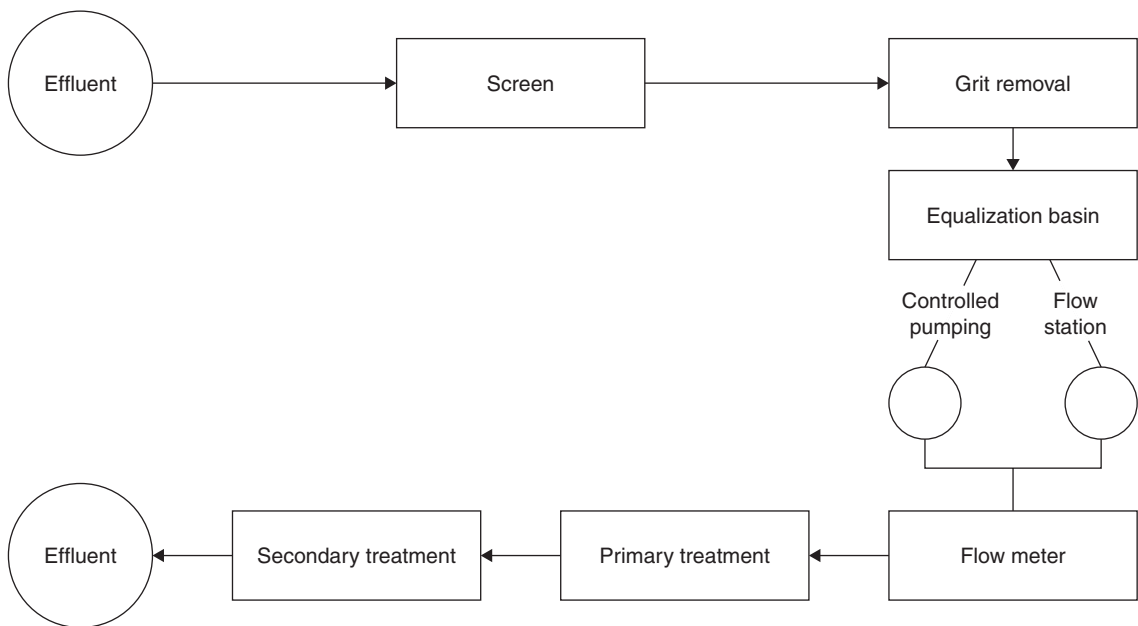 Effluent
Screen
Grit removal
Equalization basin
Controlled
pumping
Flow
station
Flow meter
Primary treatment
Secondary treatment
Effluent